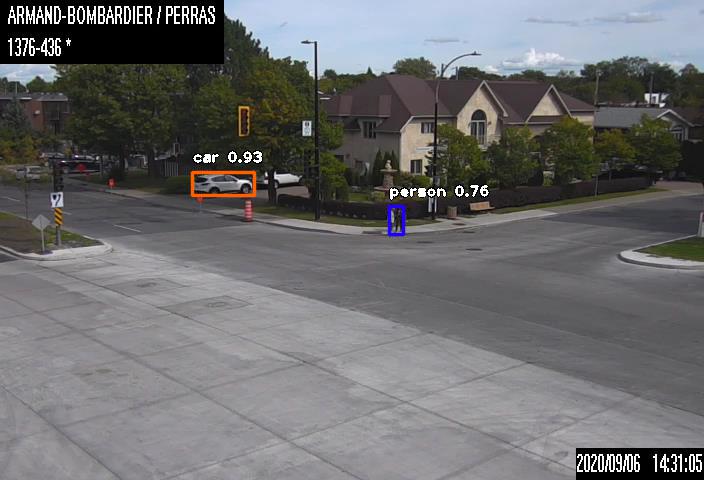 ARMAND-BOMBARDIER / PERRAS
1376-436 *
car 0.93
person 0.76
2020/09/06 14:31:05